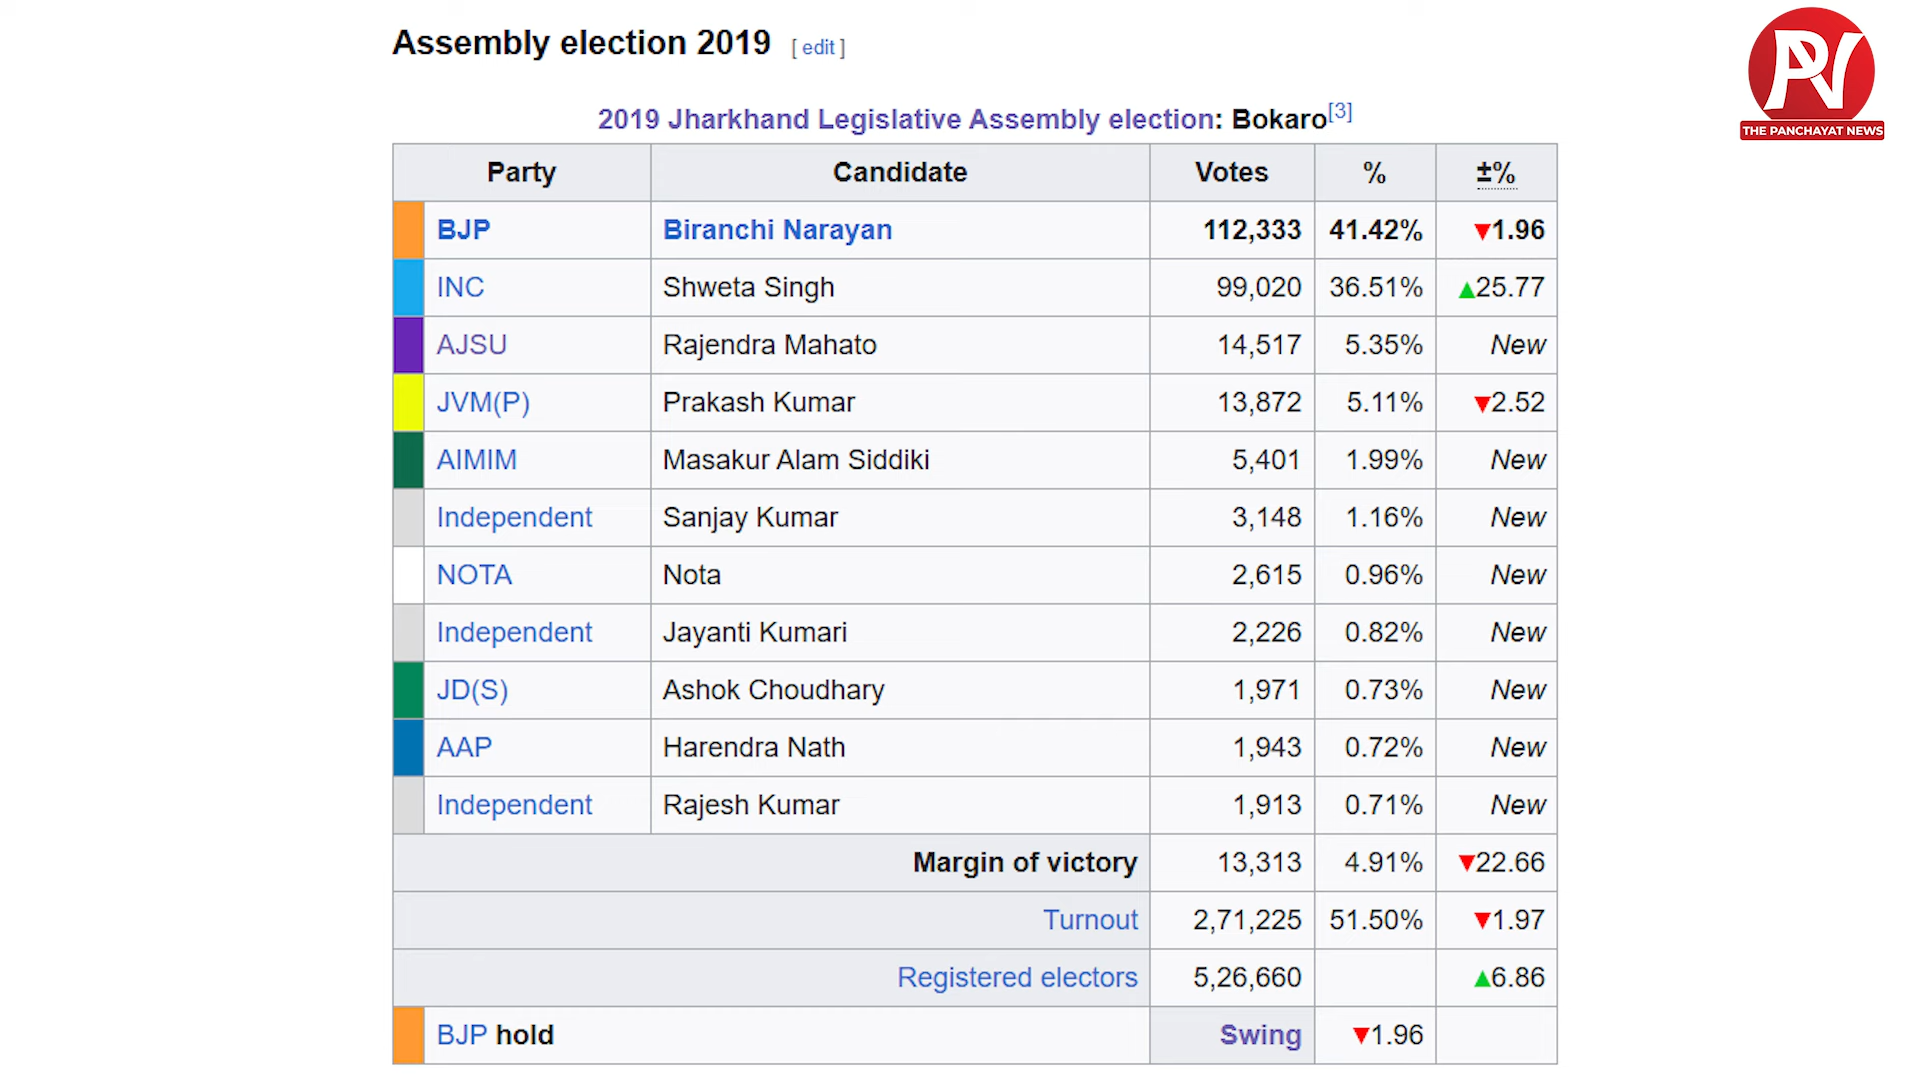 Assembly election 2019 [ edit ]
PN
THE PANCHAYAT NEWS
2019 Jharkhand Legislative Assembly election: Bokaro[3]
Party Candidate Votes % ±%
BJP Biranchi Narayan 112,333 41.42% ▼1.96
INC Shweta Singh 99,020 36.51% ▲25.77
AJSU Rajendra Mahato 14,517 5.35% New
JVM(P) Prakash Kumar 13,872 5.11% ▼2.52
AIMIM Masakur Alam Siddiki 5,401 1.99% New
Independent Sanjay Kumar 3,148 1.16% New
NOTA Nota 2,615 0.96% New
Independent Jayanti Kumari 2,226 0.82% New
JD(S) Ashok Choudhary 1,971 0.73% New
AAP Harendra Nath 1,943 0.72% New
Independent Rajesh Kumar 1,913 0.71% New
Margin of victory 13,313 4.91% ▼22.66
Turnout 2,71,225 51.50% ▼1.97
Registered electors 5,26,660 ▲6.86
BJP hold Swing ▼1.96